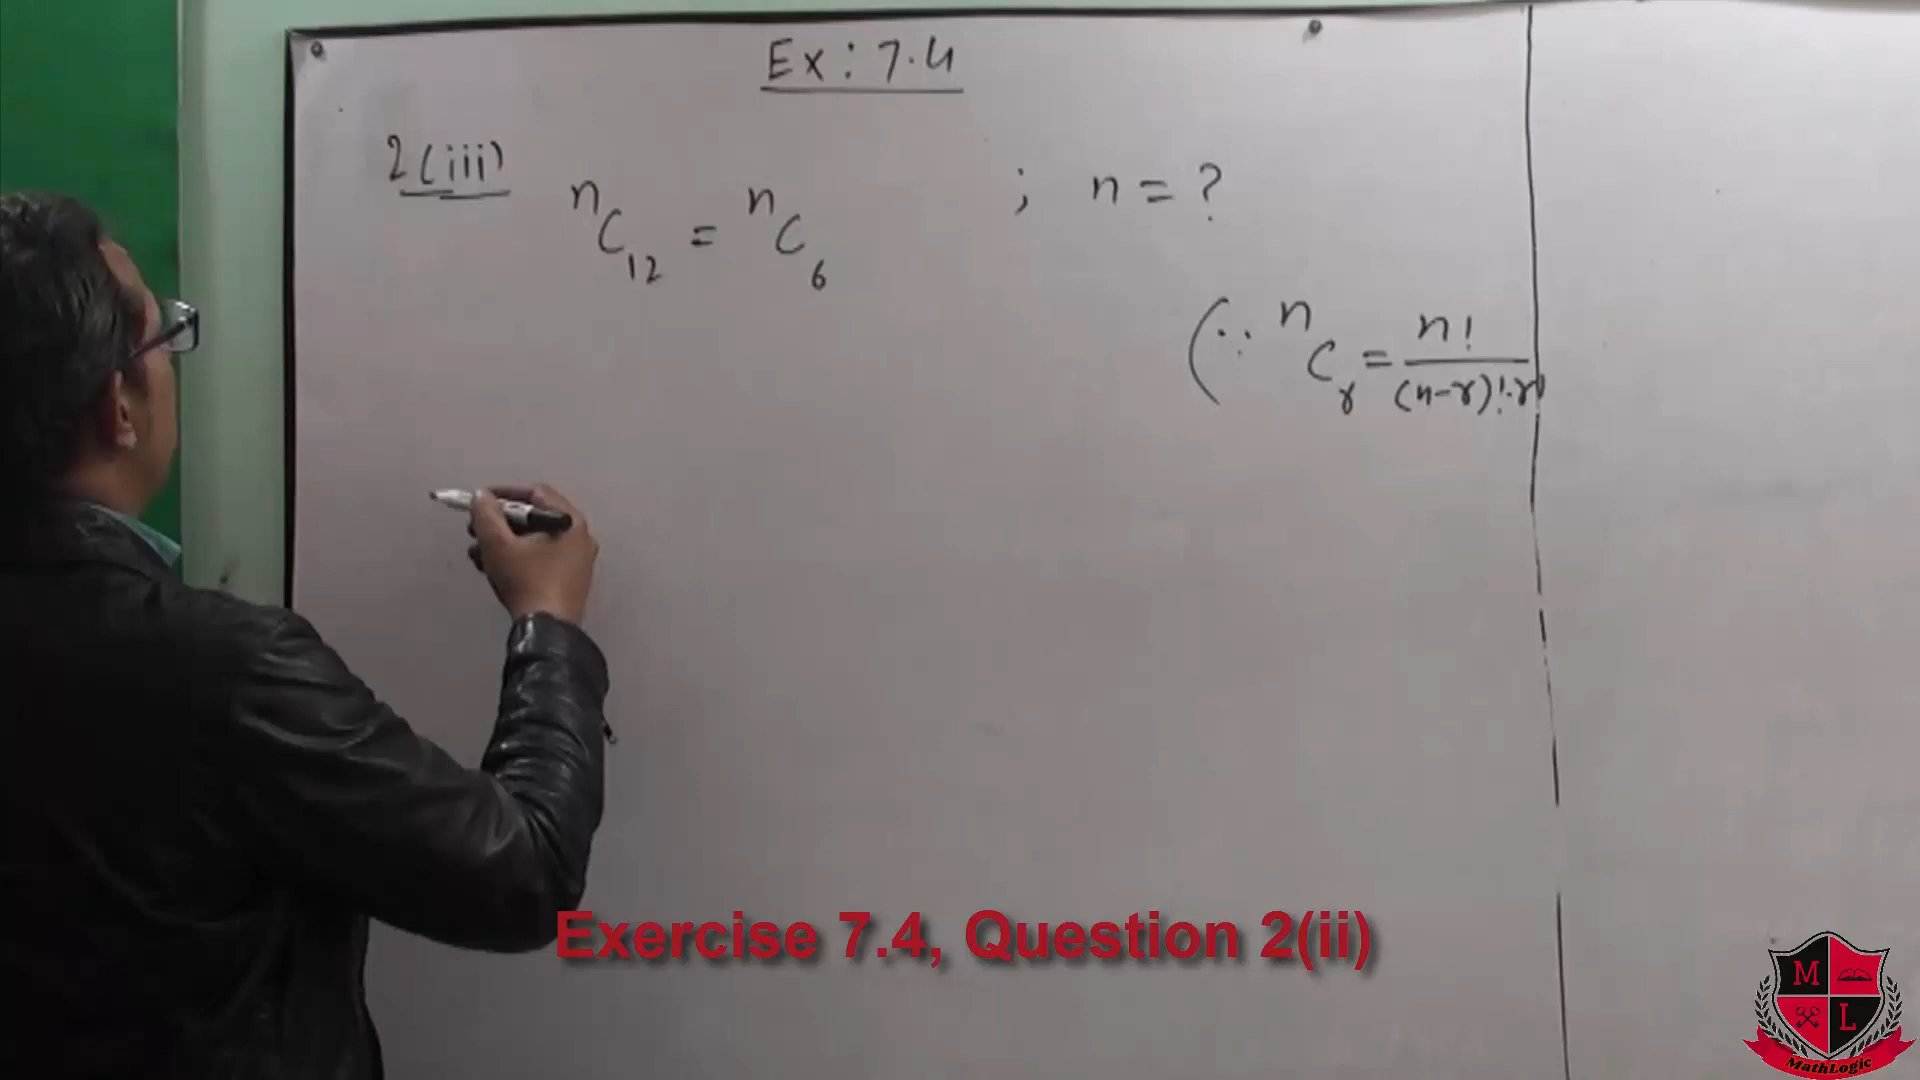 Ex: 7.4
2(iii) nC12 = nC6 ; n = ?
(∵ nCr = n! / (n-r)!.r!
Exercise 7.4, Question 2(ii)
M
L
MathLogic